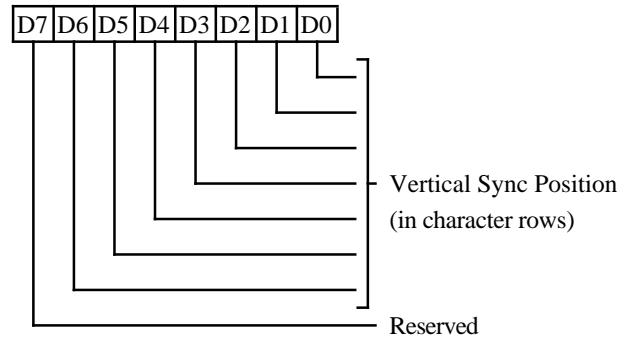 D7 D6 D5 D4 D3 D2 D1 D0
Vertical Sync Position
(in character rows)
Reserved